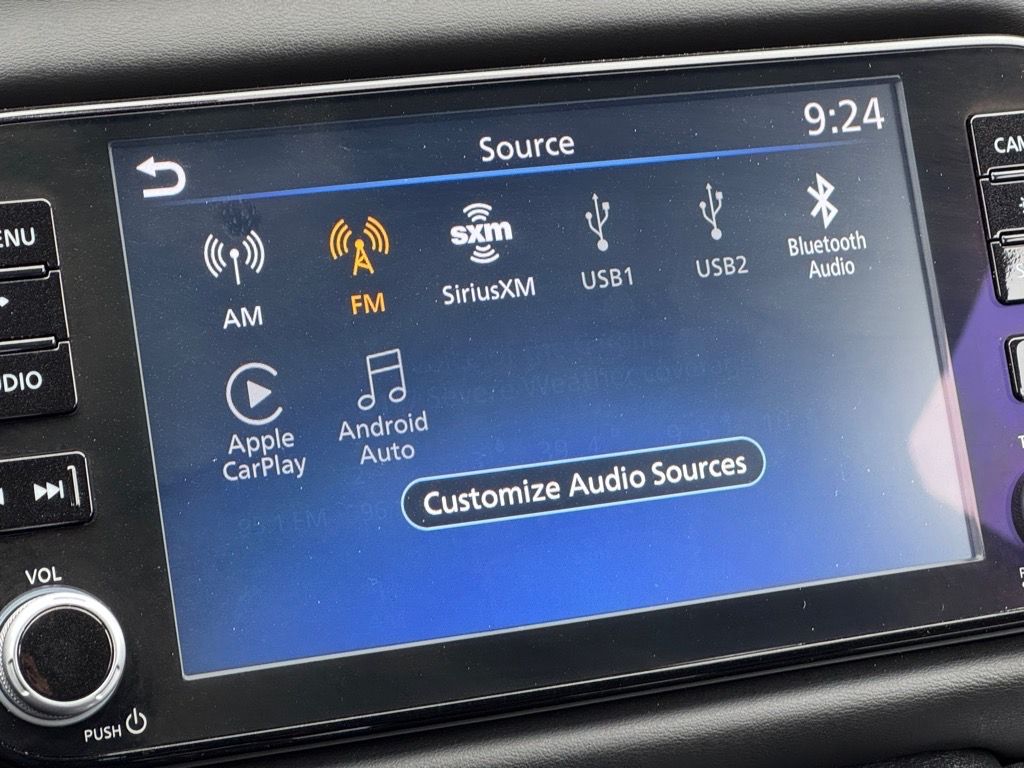 Source
9:24
AM
FM
sxm
SiriusXM
USB1
USB2
Bluetooth
Audio
Apple
CarPlay
Android
Auto
Customize Audio Sources
VOL
PUSH